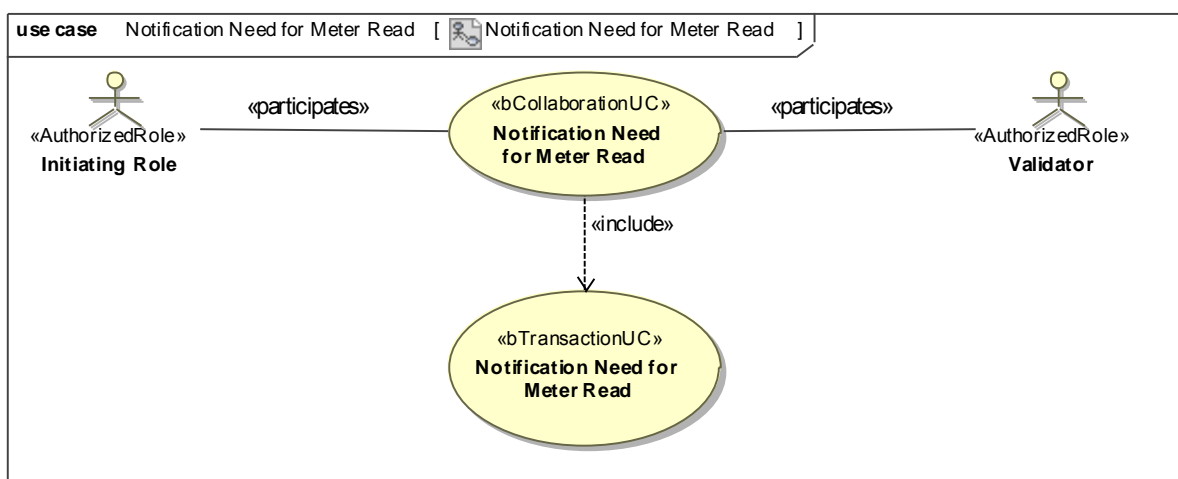 use case Notification Need for Meter Read [ Notification Need for Meter Read ]
«participates» «bCollaborationUC» «participates»
«AuthorizedRole» Notification Need «AuthorizedRole»
Initiating Role for Meter Read Validator
«include»
«bTransactionUC»
Notification Need for
Meter Read